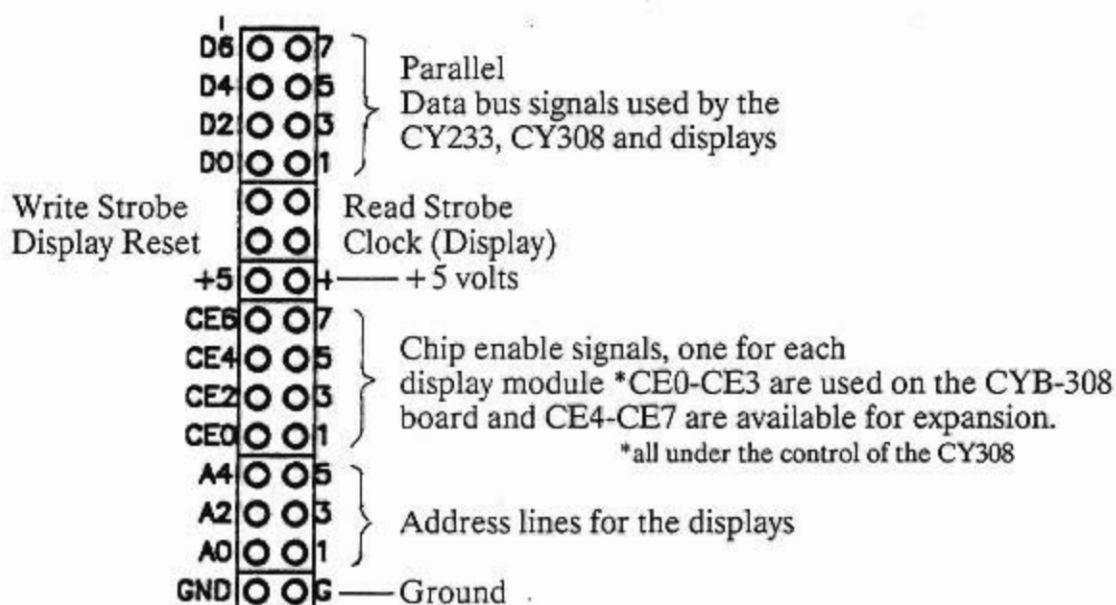 D6 7
Parallel
D4 5
Data bus signals used by the
D2 3
CY233, CY308 and displays
D0 1
Write Strobe Read Strobe
Display Reset Clock (Display)
+5 + +5 volts
CE6 7
Chip enable signals, one for each
CE4 5
display module *CE0-CE3 are used on the CYB-308
CE2 3
board and CE4-CE7 are available for expansion.
CE0 1
*all under the control of the CY308
A4 5
A2 3 Address lines for the displays
A0 1
GND G Ground